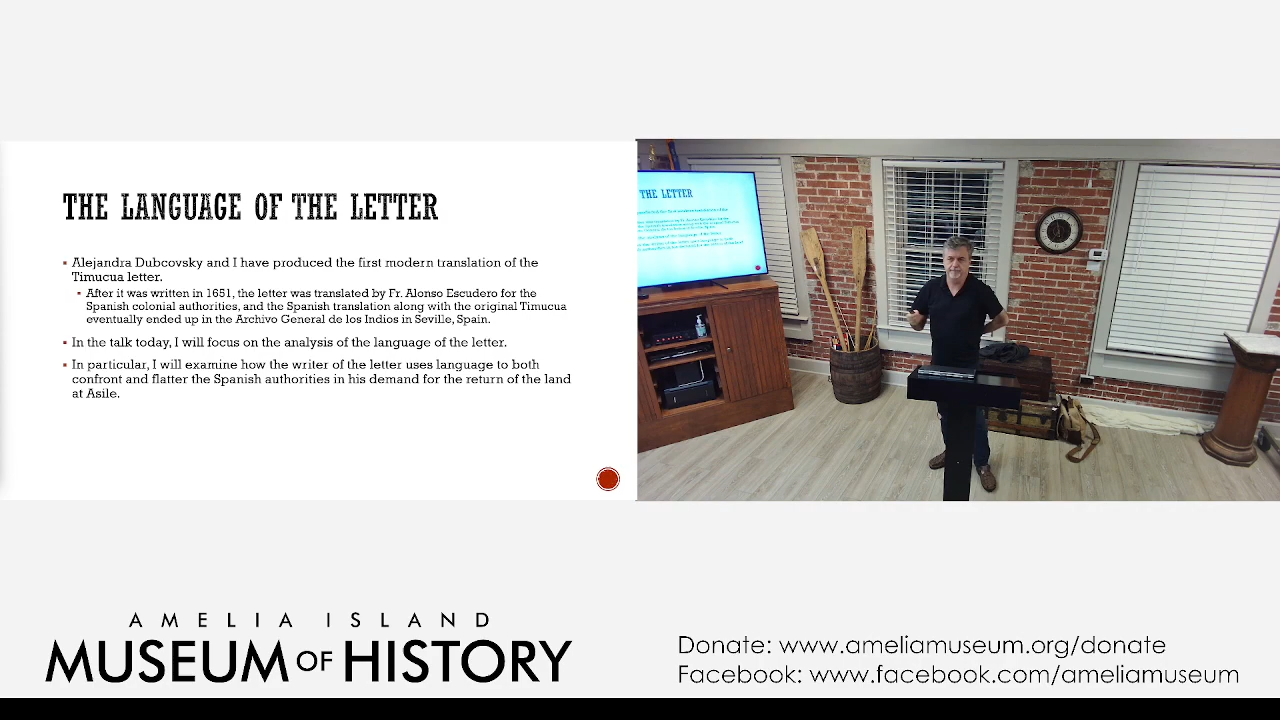 THE LANGUAGE OF THE LETTER
▪ Alejandra Dubcovsky and I have produced the first modern translation of the
Timucua letter.
▪ After it was written in 1651, the letter was translated by Fr. Alonso Escudero for the
Spanish colonial authorities, and the Spanish translation along with the original Timucua
eventually ended up in the Archivo General de los Indios in Seville, Spain.
▪ In the talk today, I will focus on the analysis of the language of the letter.
▪ In particular, I will examine how the writer of the letter uses language to both
confront and flatter the Spanish authorities in his demand for the return of the land
at Asile.
THE LETTER
AMELIA ISLAND
MUSEUM OF HISTORY
Donate: www.ameliamuseum.org/donate
Facebook: www.facebook.com/ameliamuseum